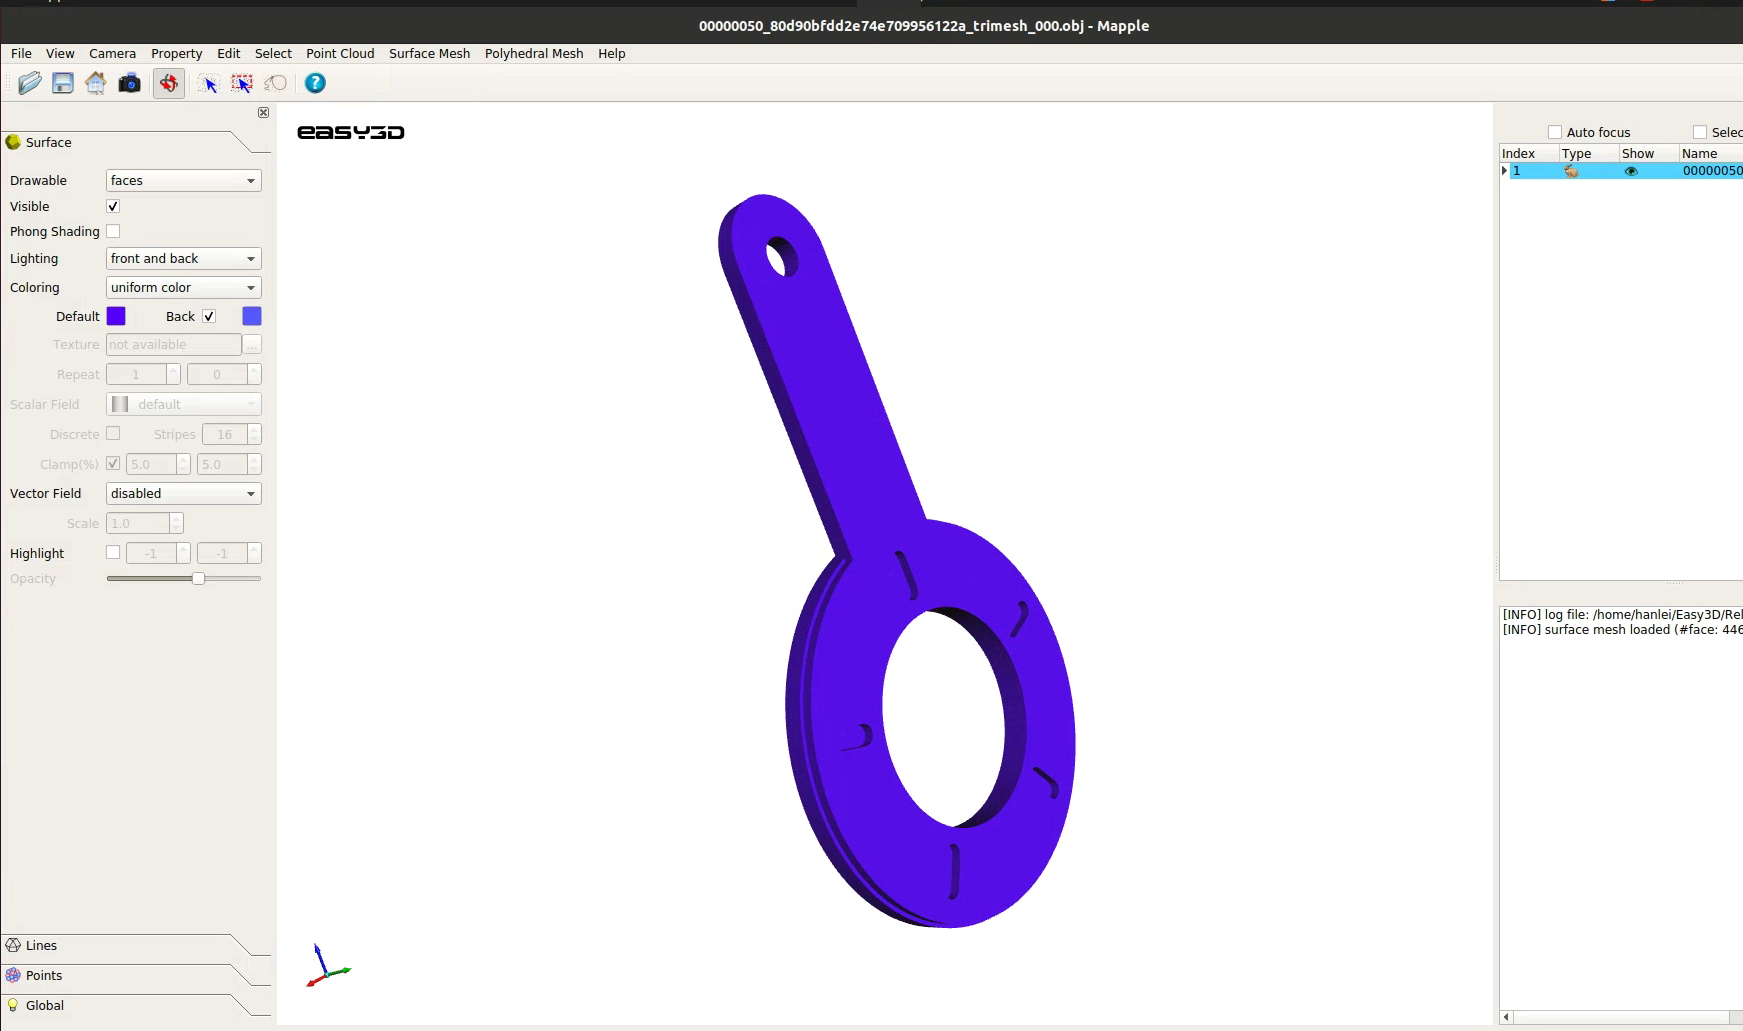 00000050_80d90bfdd2e74e709956122a_trimesh_000.obj - Mapple
File View Camera Property Edit Select Point Cloud Surface Mesh Polyhedral Mesh Help
Surface
Drawable faces
Visible
Phong Shading
Lighting front and back
Coloring uniform color
Default Back
Texture not available ...
Repeat 1 0
Scalar Field default
Discrete Stripes 16
Clamp(%) 5.0 5.0
Vector Field disabled
Scale 1.0
Highlight -1 -1
Opacity
Lines
Points
Global
easy3D
Auto focus Selec
Index Type Show Name
1 00000050
[INFO] log file: /home/hanlei/Easy3D/Rel
[INFO] surface mesh loaded (#face: 446